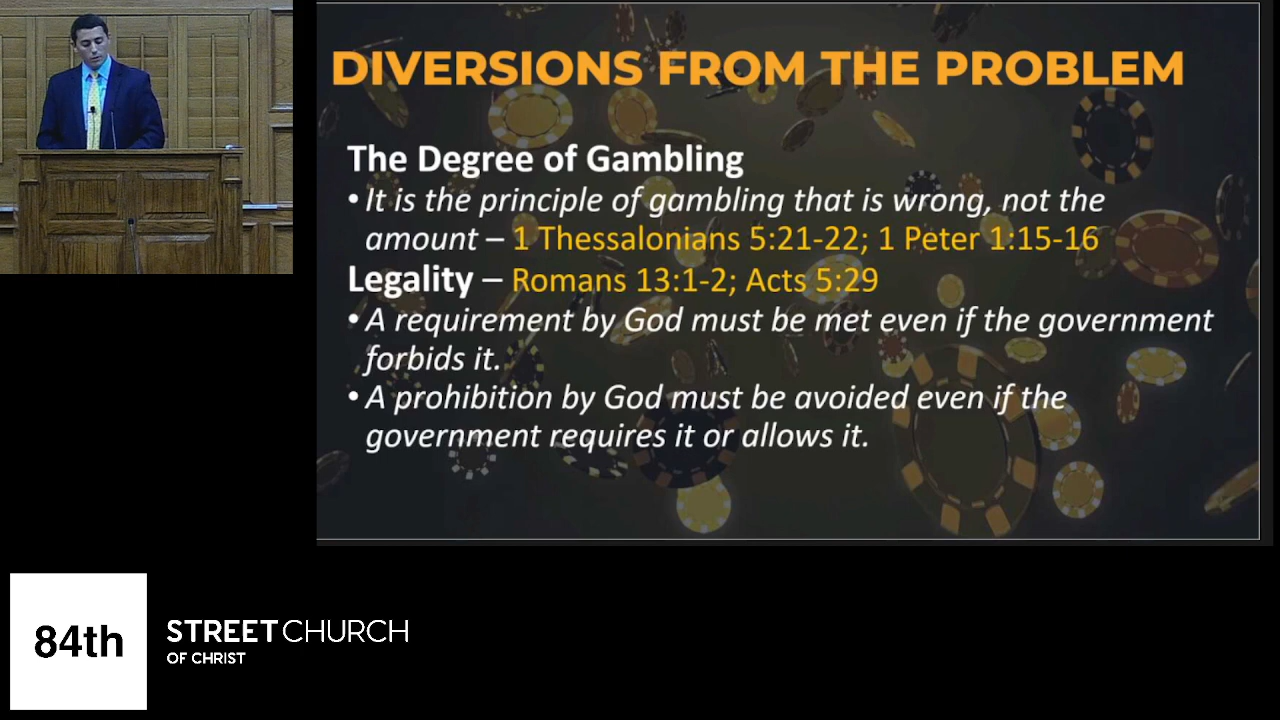 DIVERSIONS FROM THE PROBLEM
The Degree of Gambling
• It is the principle of gambling that is wrong, not the
amount – 1 Thessalonians 5:21-22; 1 Peter 1:15-16
Legality – Romans 13:1-2; Acts 5:29
• A requirement by God must be met even if the government
forbids it.
• A prohibition by God must be avoided even if the
government requires it or allows it.
84th
STREET CHURCH
OF CHRIST